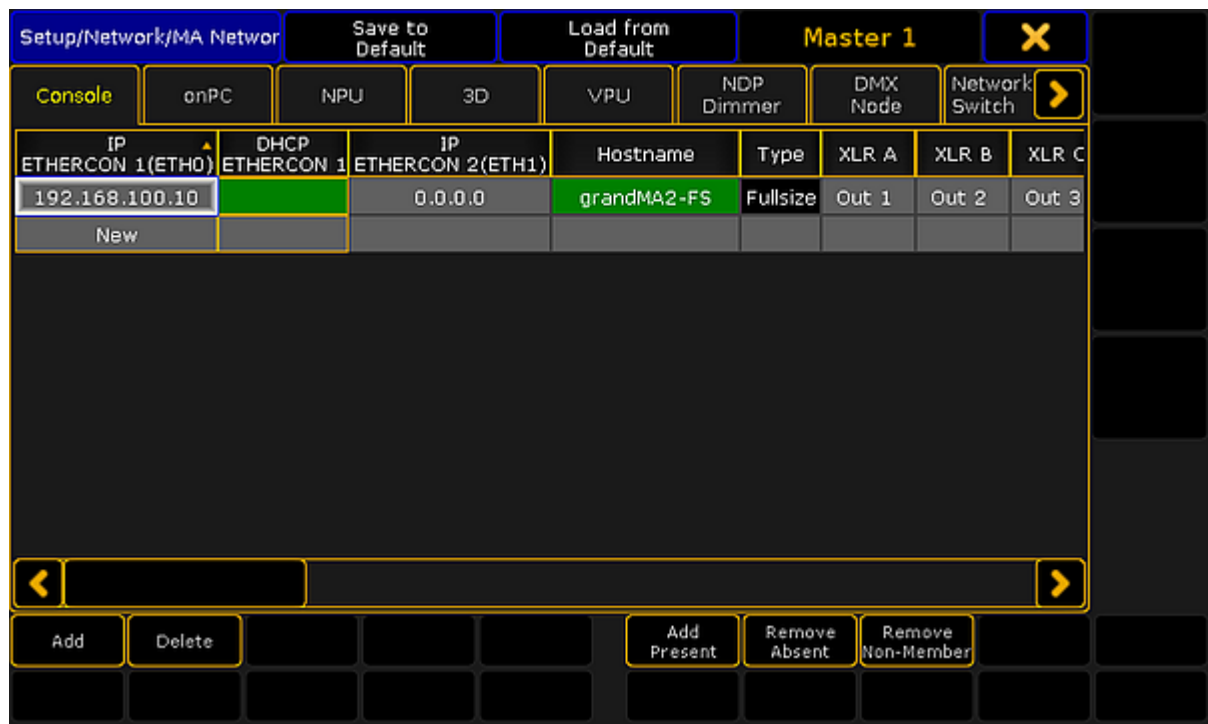 Setup/Network/MA Networ
Save to
Default
Load from
Default
Master 1
Console
onPC
NPU
3D
VPU
NDP
Dimmer
DMX
Node
Network
Switch
IP
ETHERCON 1(ETH0)
DHCP
ETHERCON 1
IP
ETHERCON 2(ETH1)
Hostname
Type
XLR A
XLR B
XLR C
192.168.100.10
0.0.0.0
grandMA2-FS
Fullsize
Out 1
Out 2
Out 3
New
Add
Delete
Add
Present
Remove
Absent
Remove
Non-Member